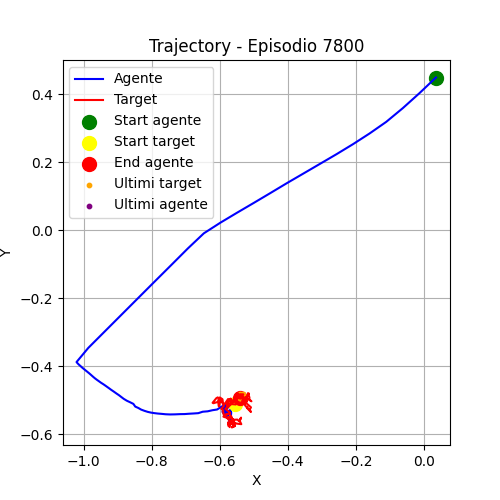 Trajectory - Episodio 7800
Agente
Target
Start agente
Start target
End agente
Ultimi target
Ultimi agente
0.4
0.2
0.0
−0.2
−0.4
−0.6
Y
−1.0 −0.8 −0.6 −0.4 −0.2 0.0
X